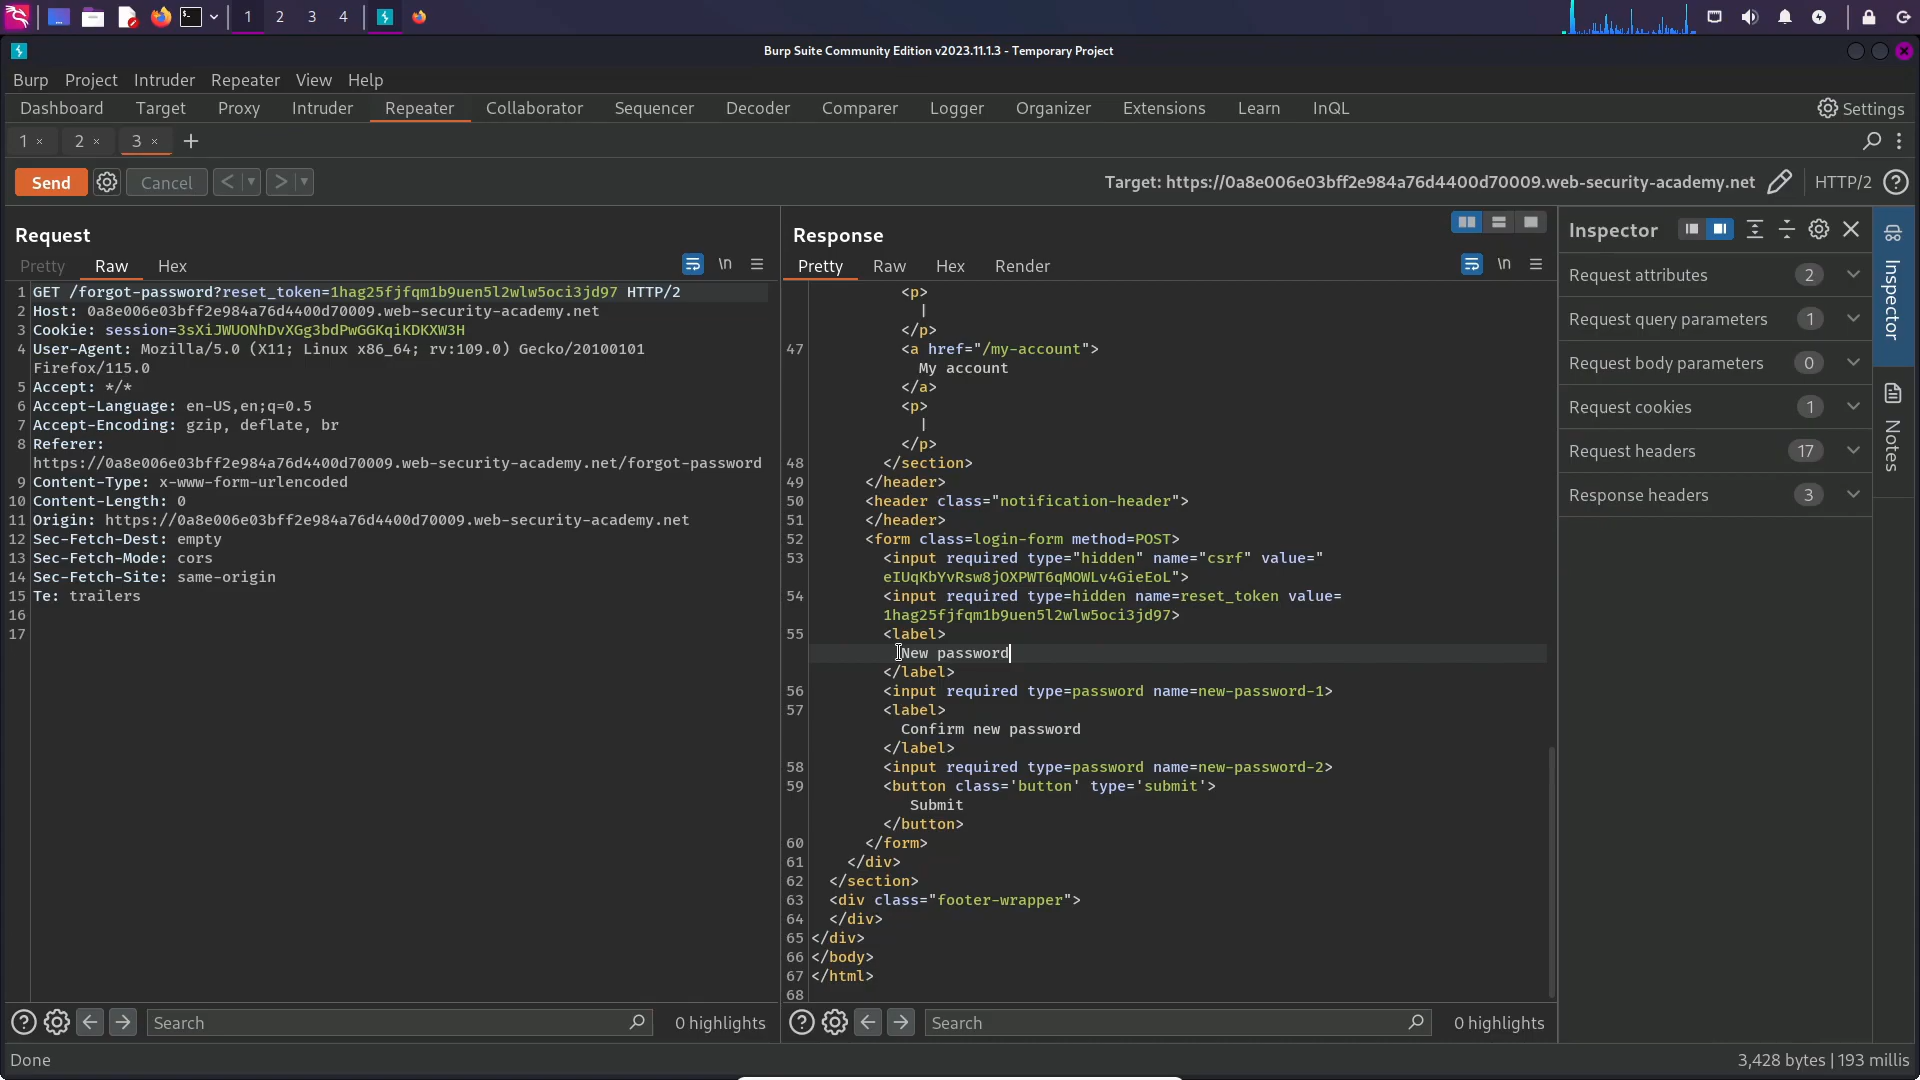 1
2
3
4
Burp Suite Community Edition v2023.11.1.3 - Temporary Project
Burp Project Intruder Repeater View Help
Dashboard Target Proxy Intruder Repeater Collaborator Sequencer Decoder Comparer Logger Organizer Extensions Learn InQL Settings
1 × 2 × 3 × +
Send Cancel < > Target: https://0a8e006e03bff2e984a76d4400d70009.web-security-academy.net HTTP/2 ?
Request
Pretty Raw Hex \n
1 GET /forgot-password?reset_token=1hag25fjfqm1b9uen5l2wlw5oci3jd97 HTTP/2
2 Host: 0a8e006e03bff2e984a76d4400d70009.web-security-academy.net
3 Cookie: session=3sXiJWUONhDvXGg3bdPwGGKqiKDKXW3H
4 User-Agent: Mozilla/5.0 (X11; Linux x86_64; rv:109.0) Gecko/20100101
Firefox/115.0
5 Accept: */*
6 Accept-Language: en-US,en;q=0.5
7 Accept-Encoding: gzip, deflate, br
8 Referer:
https://0a8e006e03bff2e984a76d4400d70009.web-security-academy.net/forgot-password
9 Content-Type: x-www-form-urlencoded
10 Content-Length: 0
11 Origin: https://0a8e006e03bff2e984a76d4400d70009.web-security-academy.net
12 Sec-Fetch-Dest: empty
13 Sec-Fetch-Mode: cors
14 Sec-Fetch-Site: same-origin
15 Te: trailers
16
17
Search 0 highlights
Response
Pretty Raw Hex Render \n
<p>
|
</p>
47 <a href="/my-account">
My account
</a>
<p>
|
</p>
48 </section>
49 </header>
50 <header class="notification-header">
51 </header>
52 <form class=login-form method=POST>
53 <input required type="hidden" name="csrf" value="
eIUqKbYvRsw8jOXPWT6qMOWLv4GieEoL">
54 <input required type=hidden name=reset_token value=
1hag25fjfqm1b9uen5l2wlw5oci3jd97>
55 <label>
New password
</label>
56 <input required type=password name=new-password-1>
57 <label>
Confirm new password
</label>
58 <input required type=password name=new-password-2>
59 <button class='button' type='submit'>
Submit
</button>
60 </form>
61 </div>
62 </section>
63 <div class="footer-wrapper">
64 </div>
65 </div>
66 </body>
67 </html>
68
Search 0 highlights
Inspector
Request attributes 2
Request query parameters 1
Request body parameters 0
Request cookies 1
Request headers 17
Response headers 3
Inspector
Notes
Done
3,428 bytes | 193 millis